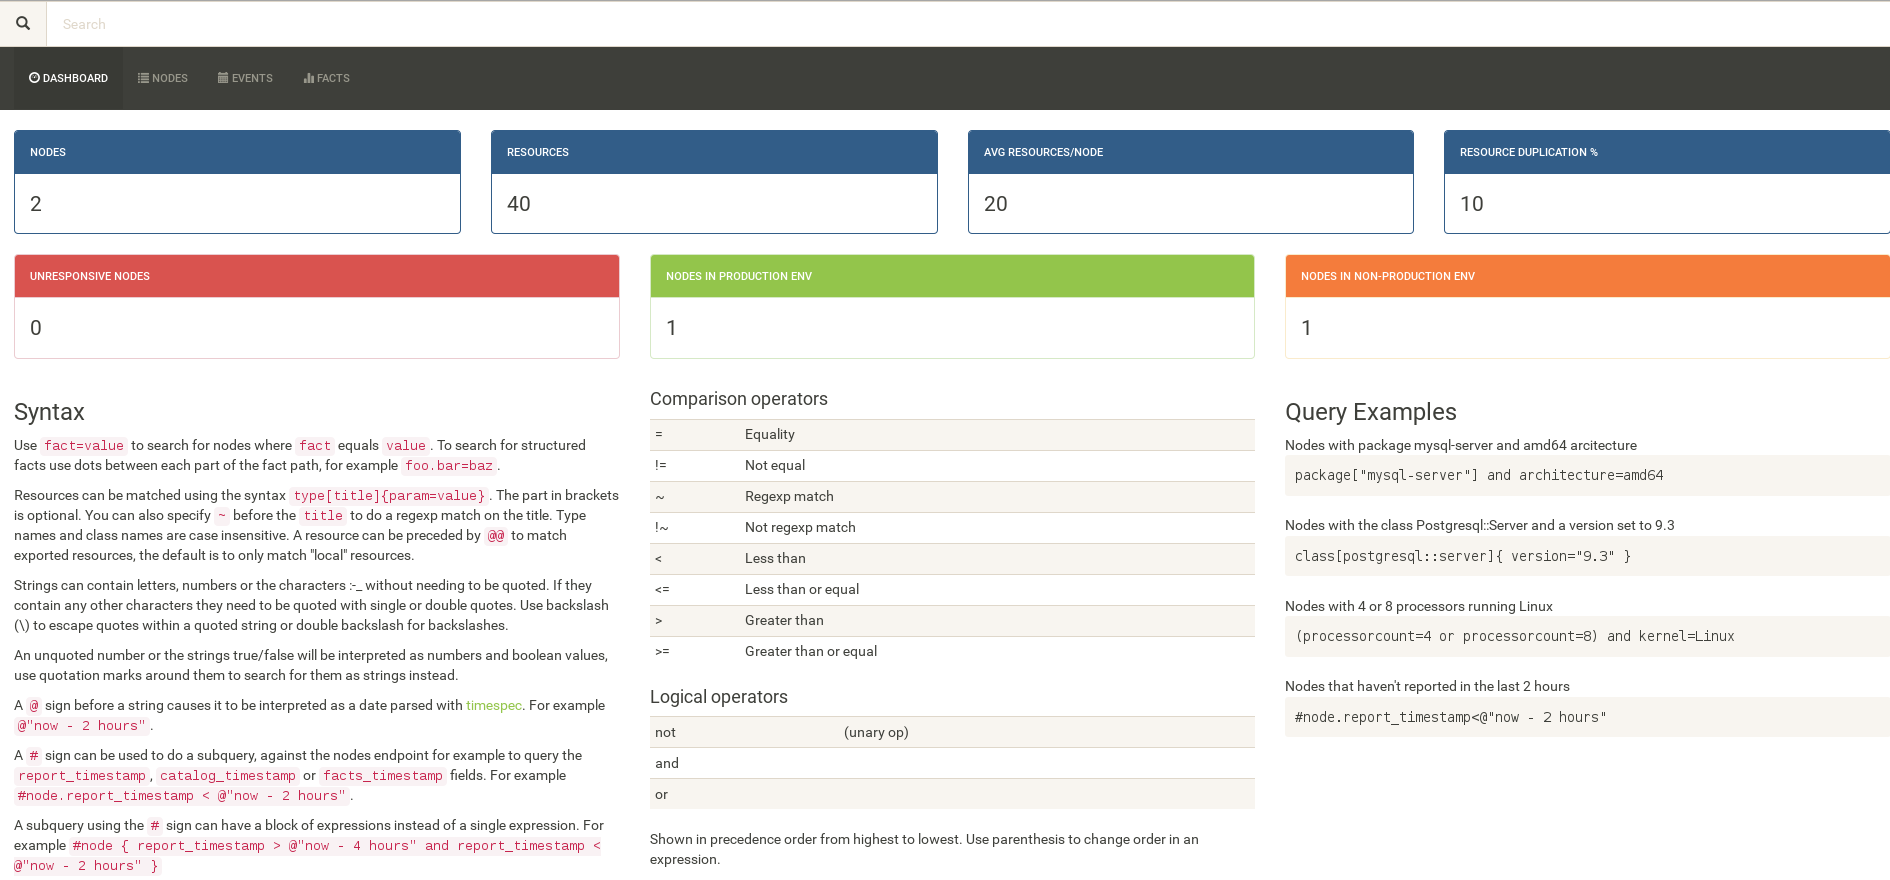 Search
DASHBOARD NODES EVENTS FACTS
NODES
2
RESOURCES
40
AVG RESOURCES/NODE
20
RESOURCE DUPLICATION %
10
UNRESPONSIVE NODES
0
NODES IN PRODUCTION ENV
1
NODES IN NON-PRODUCTION ENV
1
Syntax
Use fact=value to search for nodes where fact equals value. To search for structured
facts use dots between each part of the fact path, for example foo.bar=baz.
Resources can be matched using the syntax type[title]{param=value}. The part in brackets
is optional. You can also specify ~ before the title to do a regexp match on the title. Type
names and class names are case insensitive. A resource can be preceded by @@ to match
exported resources, the default is to only match "local" resources.
Strings can contain letters, numbers or the characters :-_ without needing to be quoted. If they
contain any other characters they need to be quoted with single or double quotes. Use backslash
(\) to escape quotes within a quoted string or double backslash for backslashes.
An unquoted number or the strings true/false will be interpreted as numbers and boolean values,
use quotation marks around them to search for them as strings instead.
A @ sign before a string causes it to be interpreted as a date parsed with timespec. For example
@"now - 2 hours".
A # sign can be used to do a subquery, against the nodes endpoint for example to query the
report_timestamp, catalog_timestamp or facts_timestamp fields. For example
#node.report_timestamp < @"now - 2 hours".
A subquery using the # sign can have a block of expressions instead of a single expression. For
example #node { report_timestamp > @"now - 4 hours" and report_timestamp <
@"now - 2 hours" }
Comparison operators
= Equality
!= Not equal
~ Regexp match
!~ Not regexp match
< Less than
<= Less than or equal
> Greater than
>= Greater than or equal
Logical operators
not (unary op)
and
or
Shown in precedence order from highest to lowest. Use parenthesis to change order in an
expression.
Query Examples
Nodes with package mysql-server and amd64 arcitecture
package["mysql-server"] and architecture=amd64
Nodes with the class Postgresql::Server and a version set to 9.3
class[postgresql::server]{ version="9.3" }
Nodes with 4 or 8 processors running Linux
(processorcount=4 or processorcount=8) and kernel=Linux
Nodes that haven't reported in the last 2 hours
#node.report_timestamp<@"now - 2 hours"